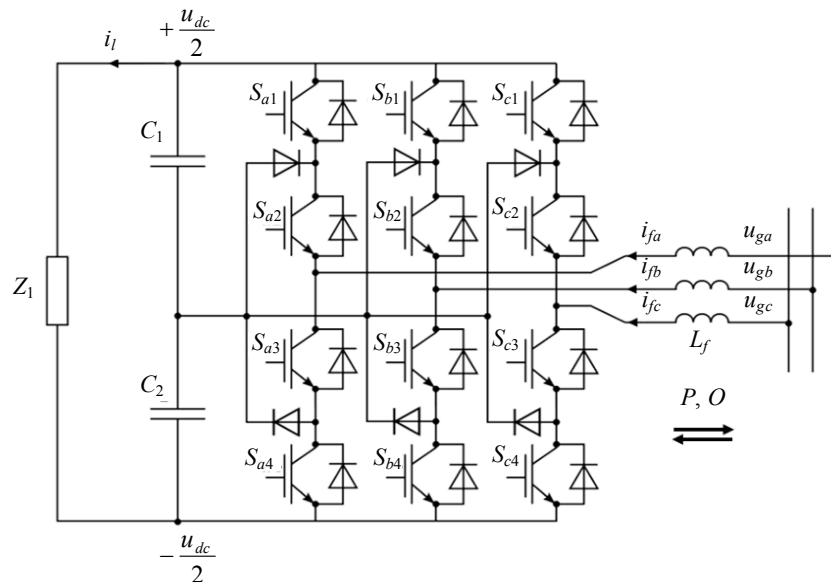 + u_dc/2
i_l
S_a1 S_b1 S_c1
C_1
S_a2 S_b2 S_c2
i_fa u_ga
i_fb u_gb
i_fc u_gc
Z_1
L_f
S_a3 S_b3 S_c3
C_2
P, O
S_a4 S_b4 S_c4
− u_dc/2